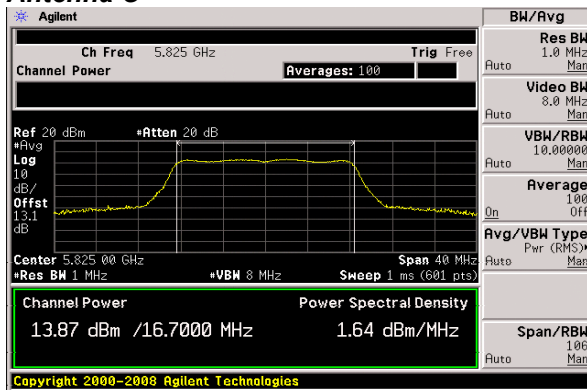 Agilent
BW/Avg
Ch Freq 5.825 GHz Trig Free
Channel Power Averages: 100
Res BW
1.0 MHz
Auto Man
Video BW
8.0 MHz
Auto Man
VBW/RBW
10.00000
Auto Man
Average
100
On Off
Avg/VBW Type
Pwr (RMS)
Auto Man
Span/RBW
106
Auto Man
Ref 20 dBm #Atten 20 dB
#Avg
Log
10
dB/
Offst
13.1
dB
Center 5.825 00 GHz Span 40 MHz
#Res BW 1 MHz #VBW 8 MHz Sweep 1 ms (601 pts)
Channel Power Power Spectral Density
13.87 dBm /16.7000 MHz 1.64 dBm/MHz
Copyright 2000-2008 Agilent Technologies